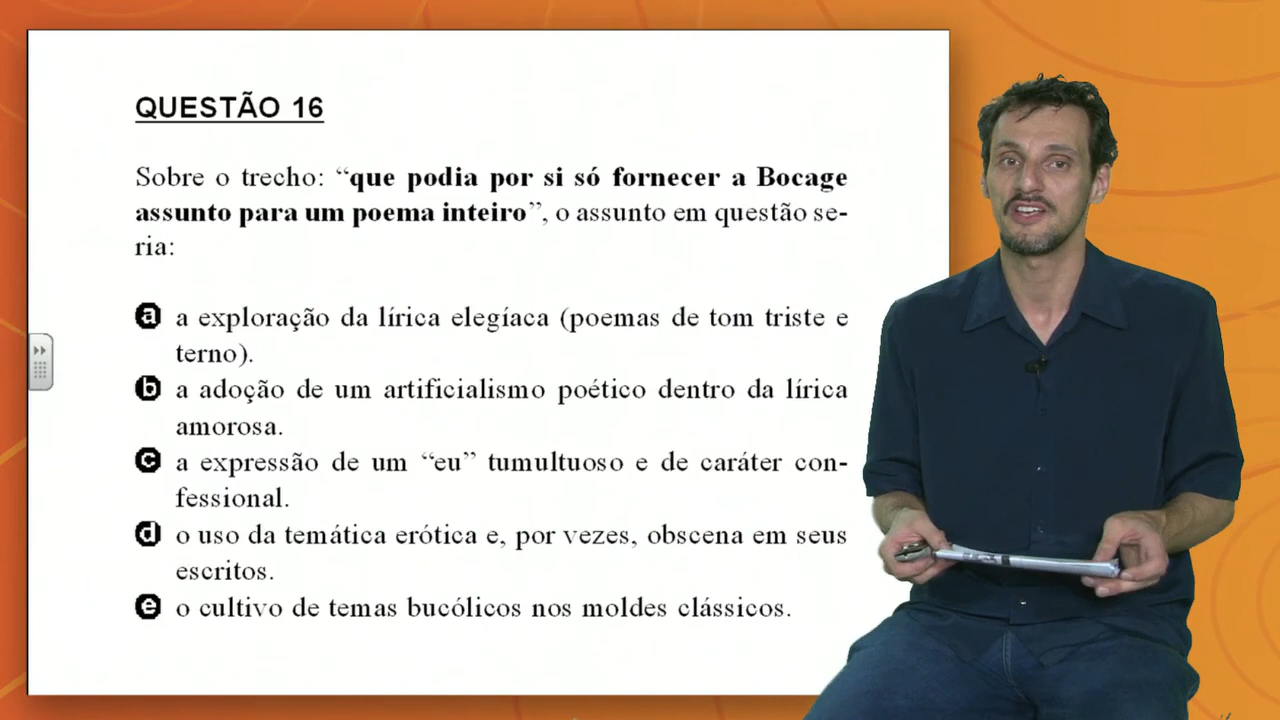 QUESTÃO 16
Sobre o trecho: “que podia por si só fornecer a Bocage
assunto para um poema inteiro”, o assunto em questão se-
ria:
a a exploração da lírica elegíaca (poemas de tom triste e
terno).
b a adoção de um artificialismo poético dentro da lírica
amorosa.
c a expressão de um “eu” tumultuoso e de caráter con-
fessional.
d o uso da temática erótica e, por vezes, obscena em seus
escritos.
e o cultivo de temas bucólicos nos moldes clássicos.